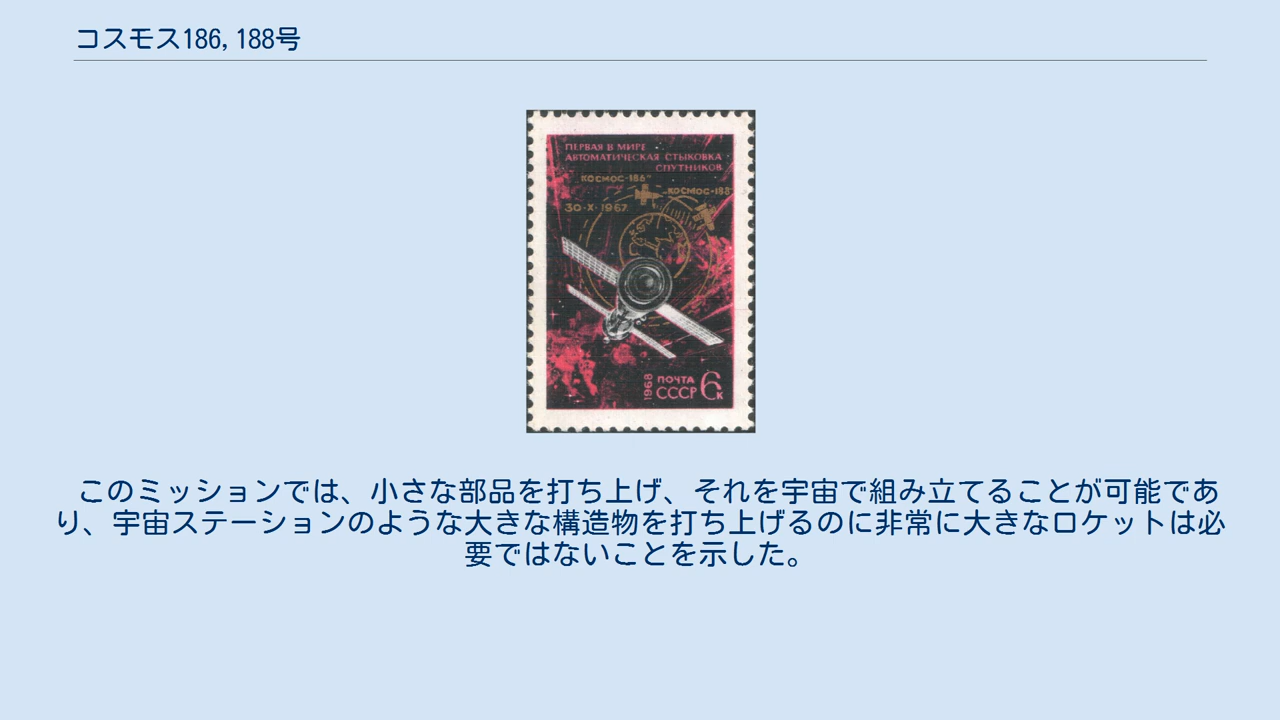 コスモス186, 188号
ПЕРВАЯ В МИРЕ
АВТОМАТИЧЕСКАЯ СТЫКОВКА
СПУТНИКОВ
КОСМОС-186"
КОСМОС-188
30·X·1967
1968
ПОЧТА
СССР 6к
このミッションでは、小さな部品を打ち上げ、それを宇宙で組み立てることが可能であ
り、宇宙ステーションのような大きな構造物を打ち上げるのに非常に大きなロケットは必
要ではないことを示した。